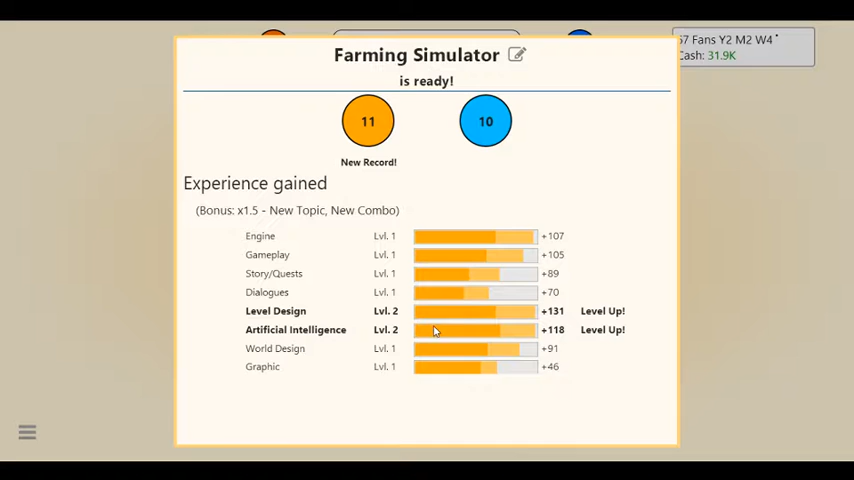 57 Fans Y2 M2 W4
Cash: 31.9K
Farming Simulator
is ready!
11
10
New Record!
Experience gained
(Bonus: x1.5 - New Topic, New Combo)
Engine Lvl. 1 +107
Gameplay Lvl. 1 +105
Story/Quests Lvl. 1 +89
Dialogues Lvl. 1 +70
Level Design Lvl. 2 +131 Level Up!
Artificial Intelligence Lvl. 2 +118 Level Up!
World Design Lvl. 1 +91
Graphic Lvl. 1 +46